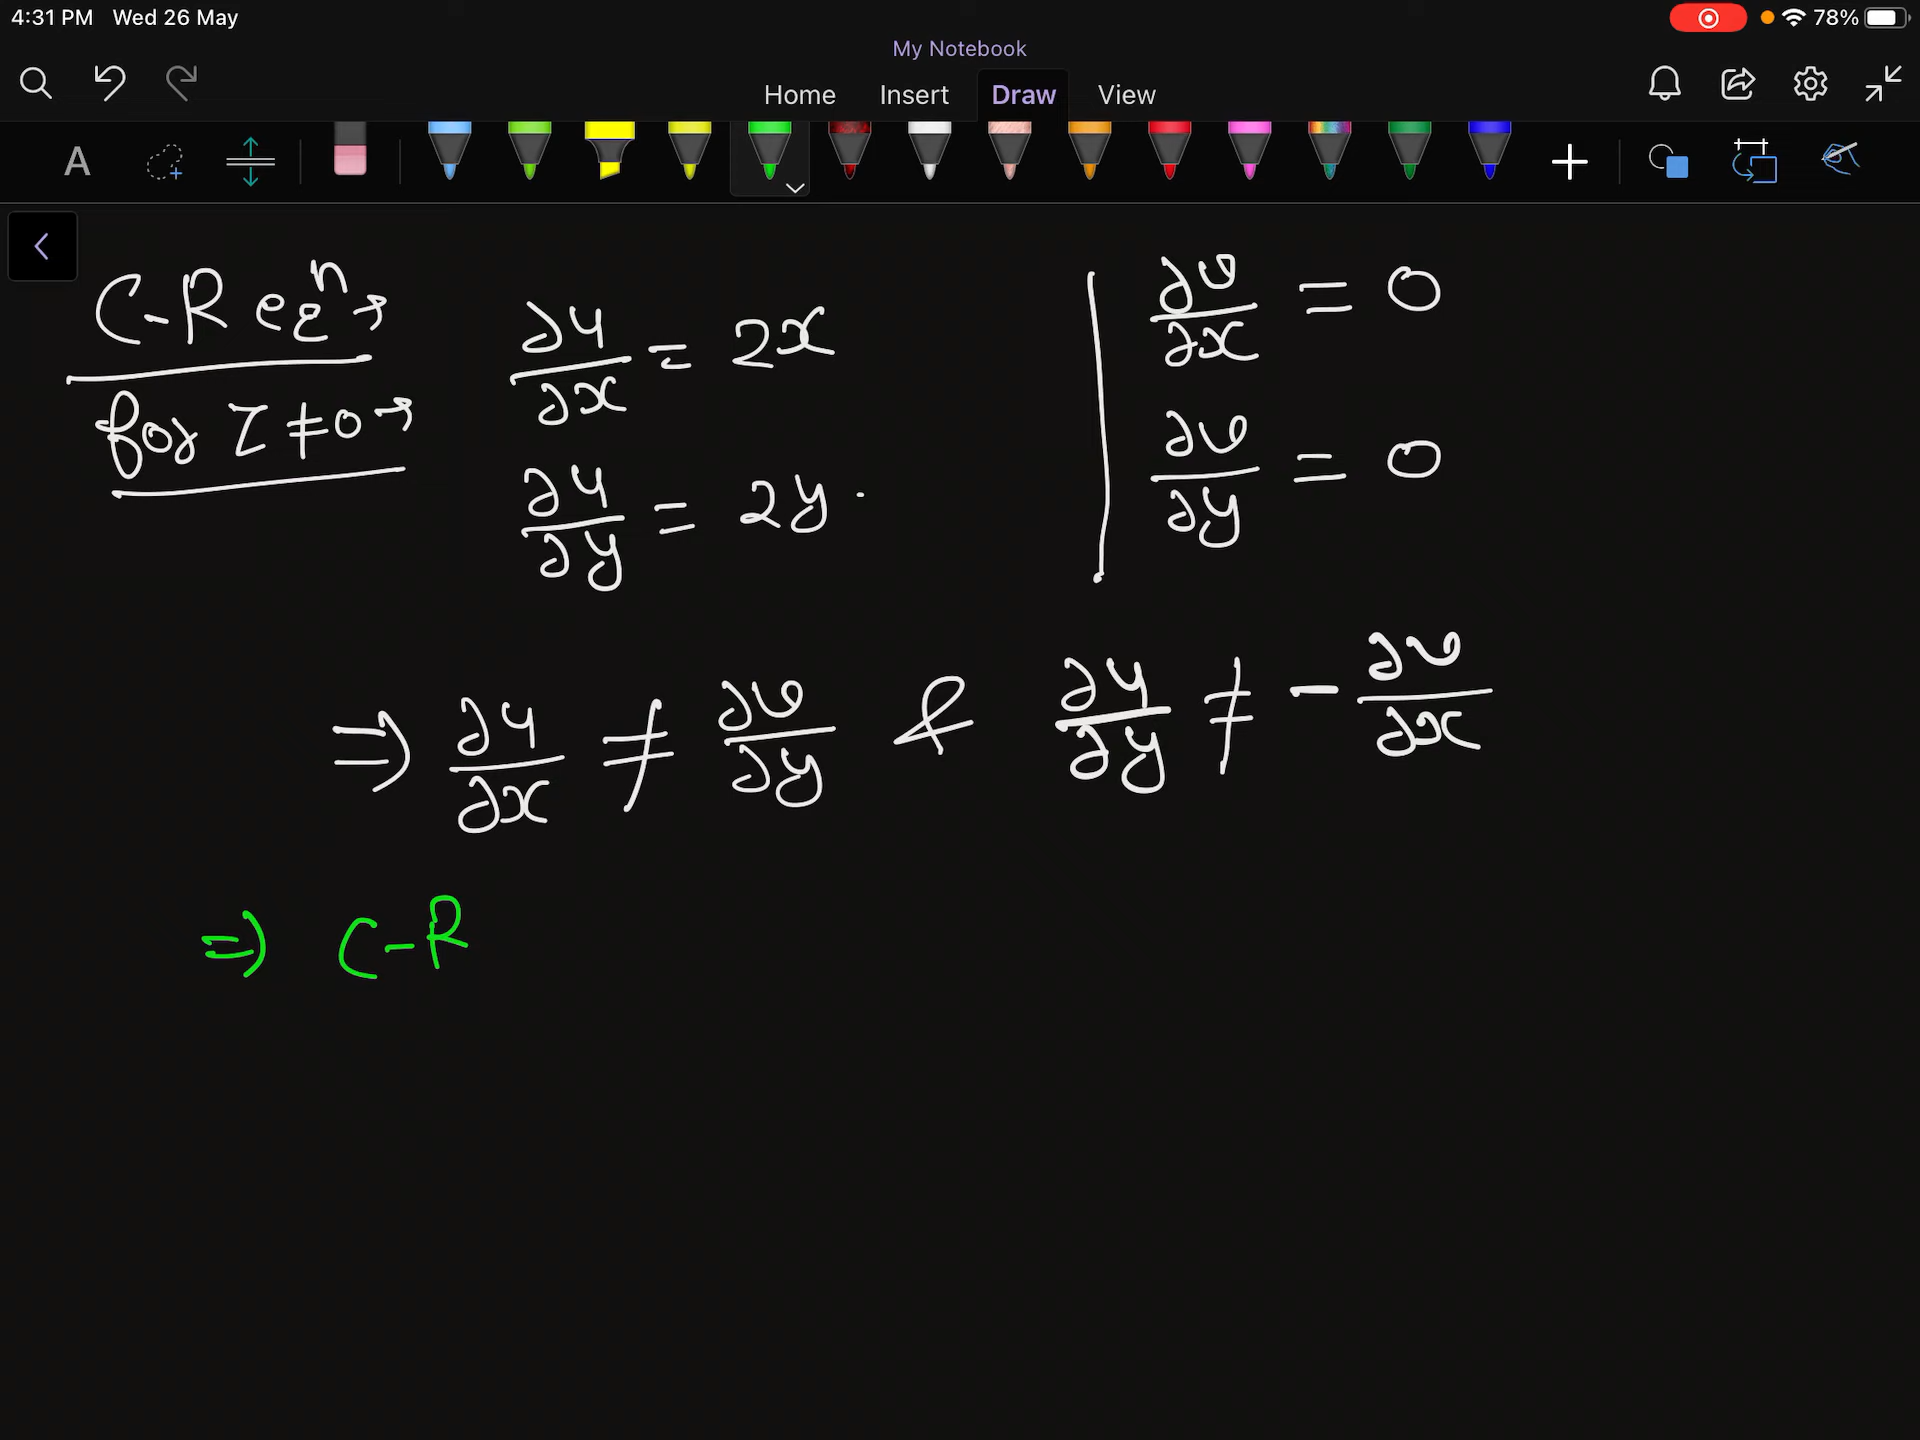 4:31 PM Wed 26 May
78%
My Notebook
Home Insert Draw View
A
C-R eqⁿ →
for Z ≠ 0 →
∂u/∂x = 2x
∂u/∂y = 2y .
∂v/∂x = 0
∂v/∂y = 0
⇒ ∂u/∂x ≠ ∂v/∂y & ∂u/∂y ≠ - ∂v/∂x
⇒ C-R